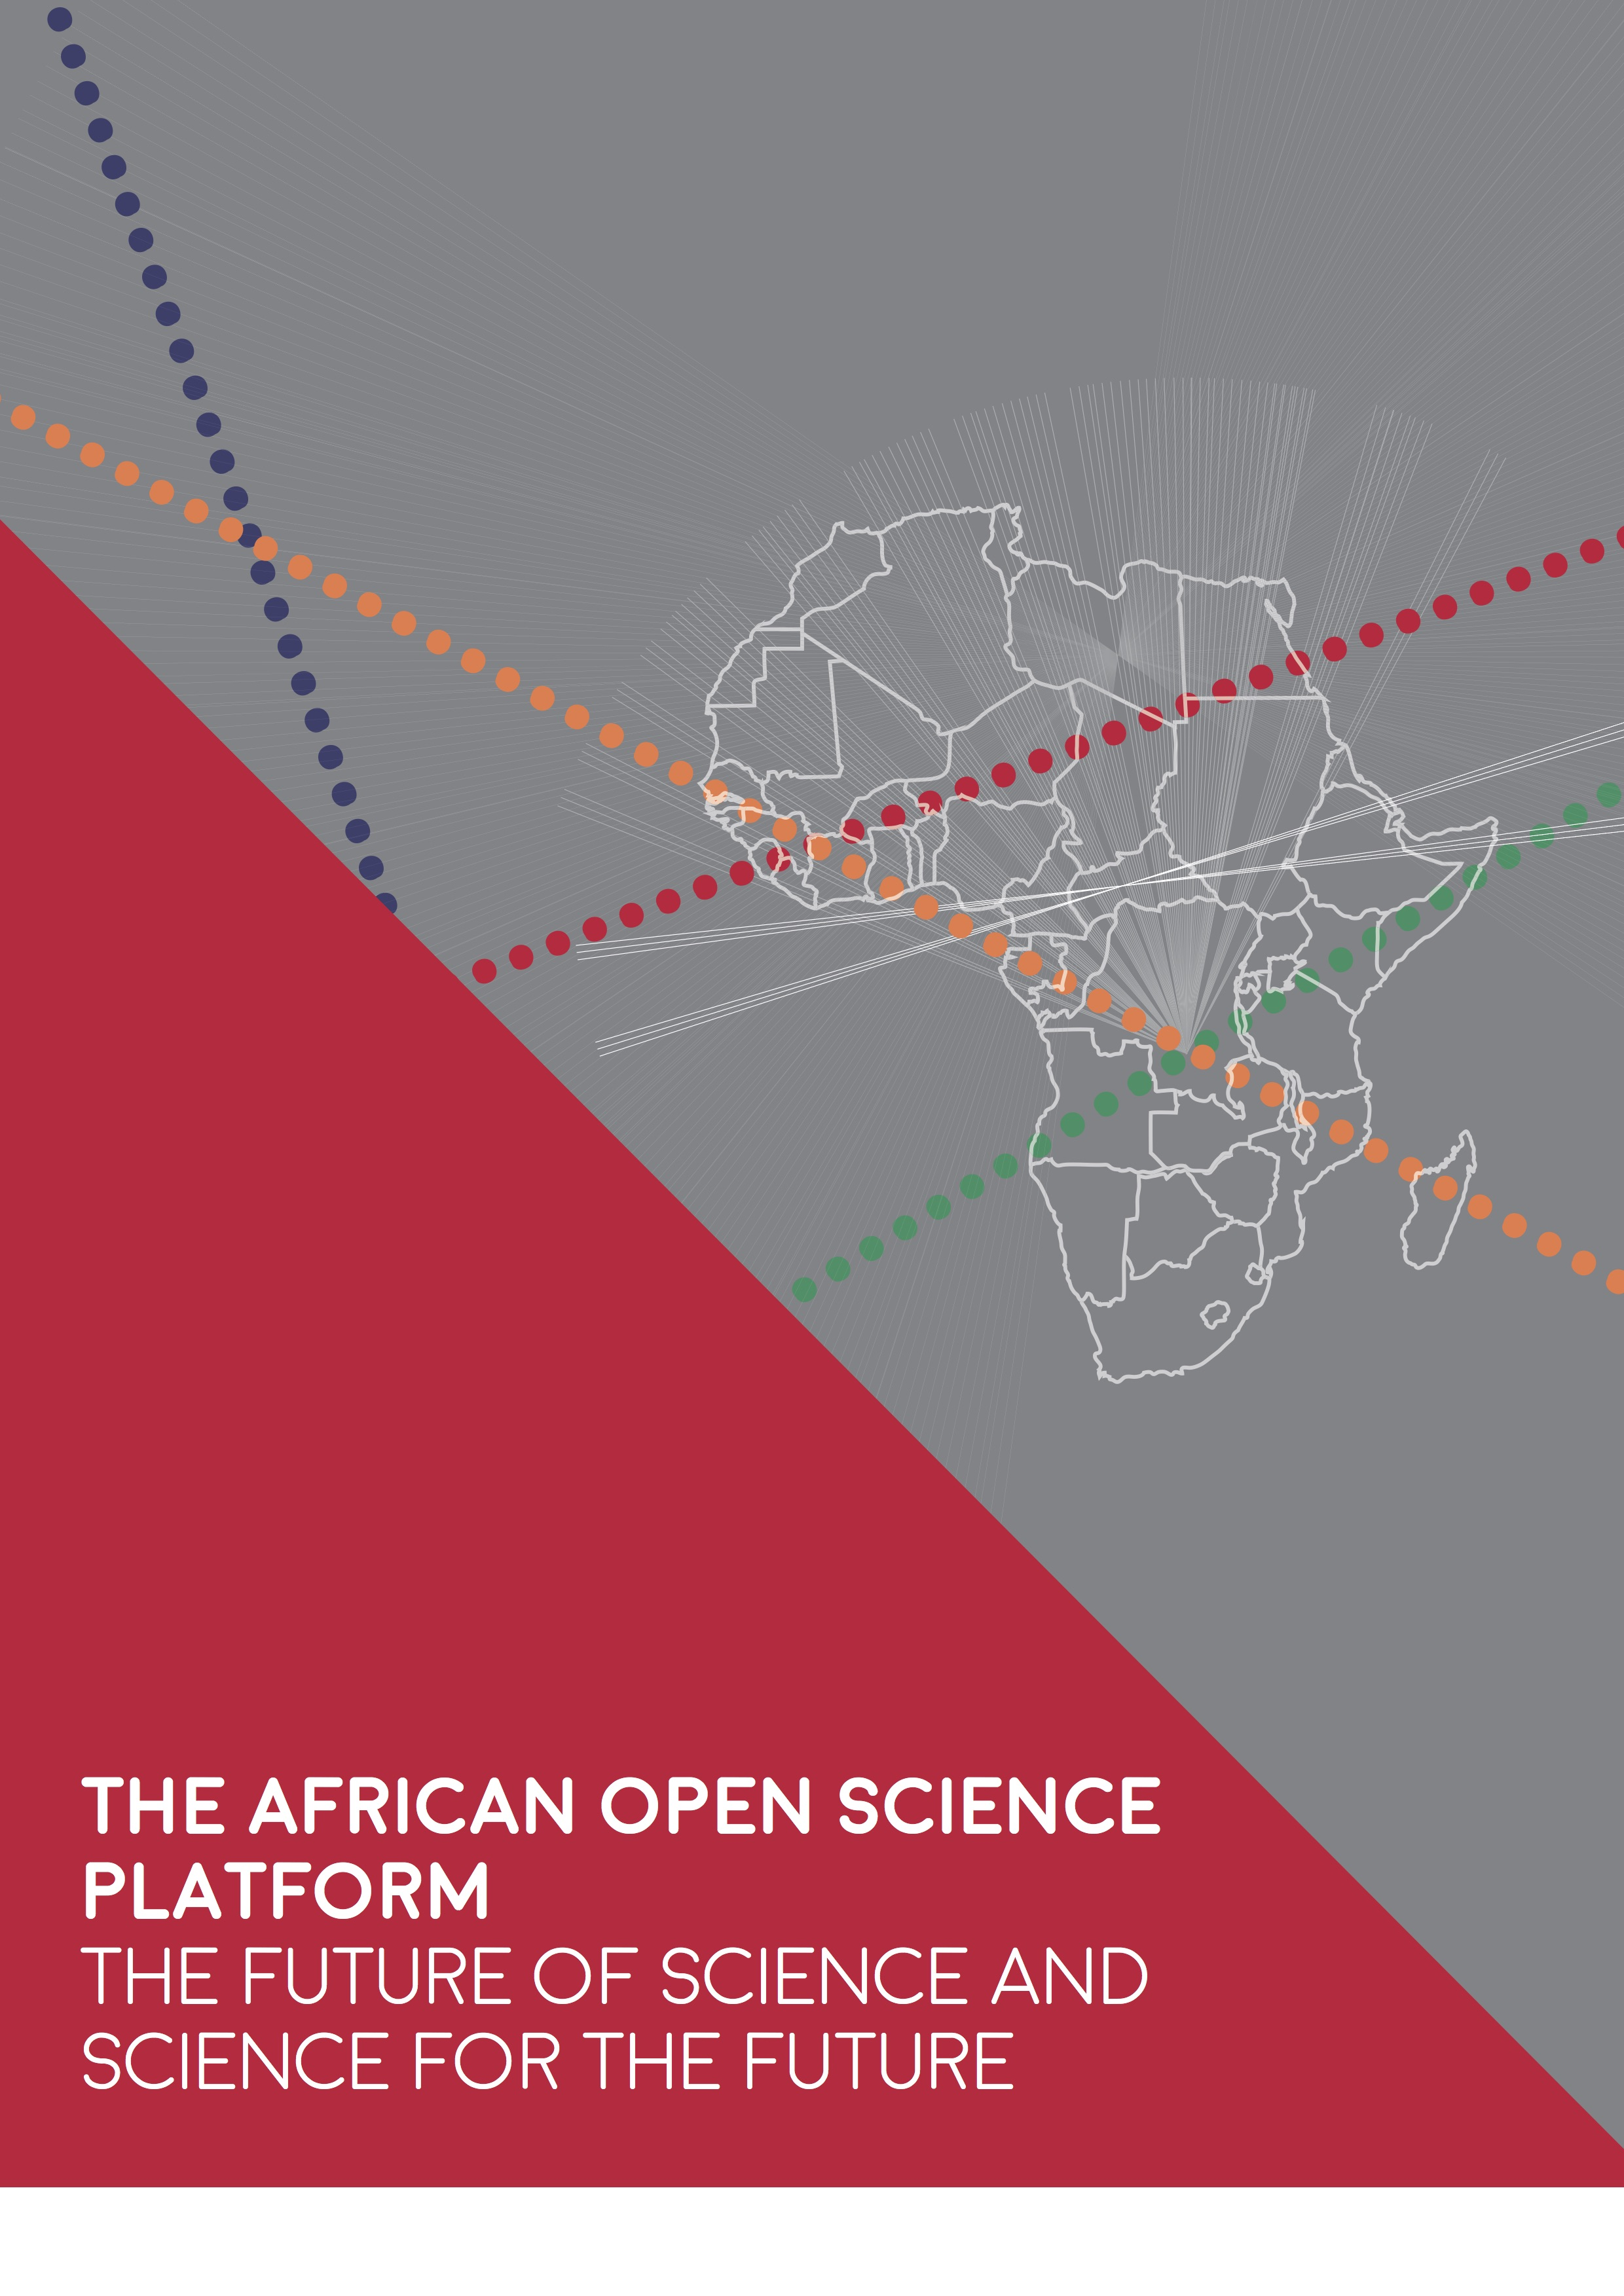 THE AFRICAN OPEN SCIENCE
PLATFORM
THE FUTURE OF SCIENCE AND
SCIENCE FOR THE FUTURE